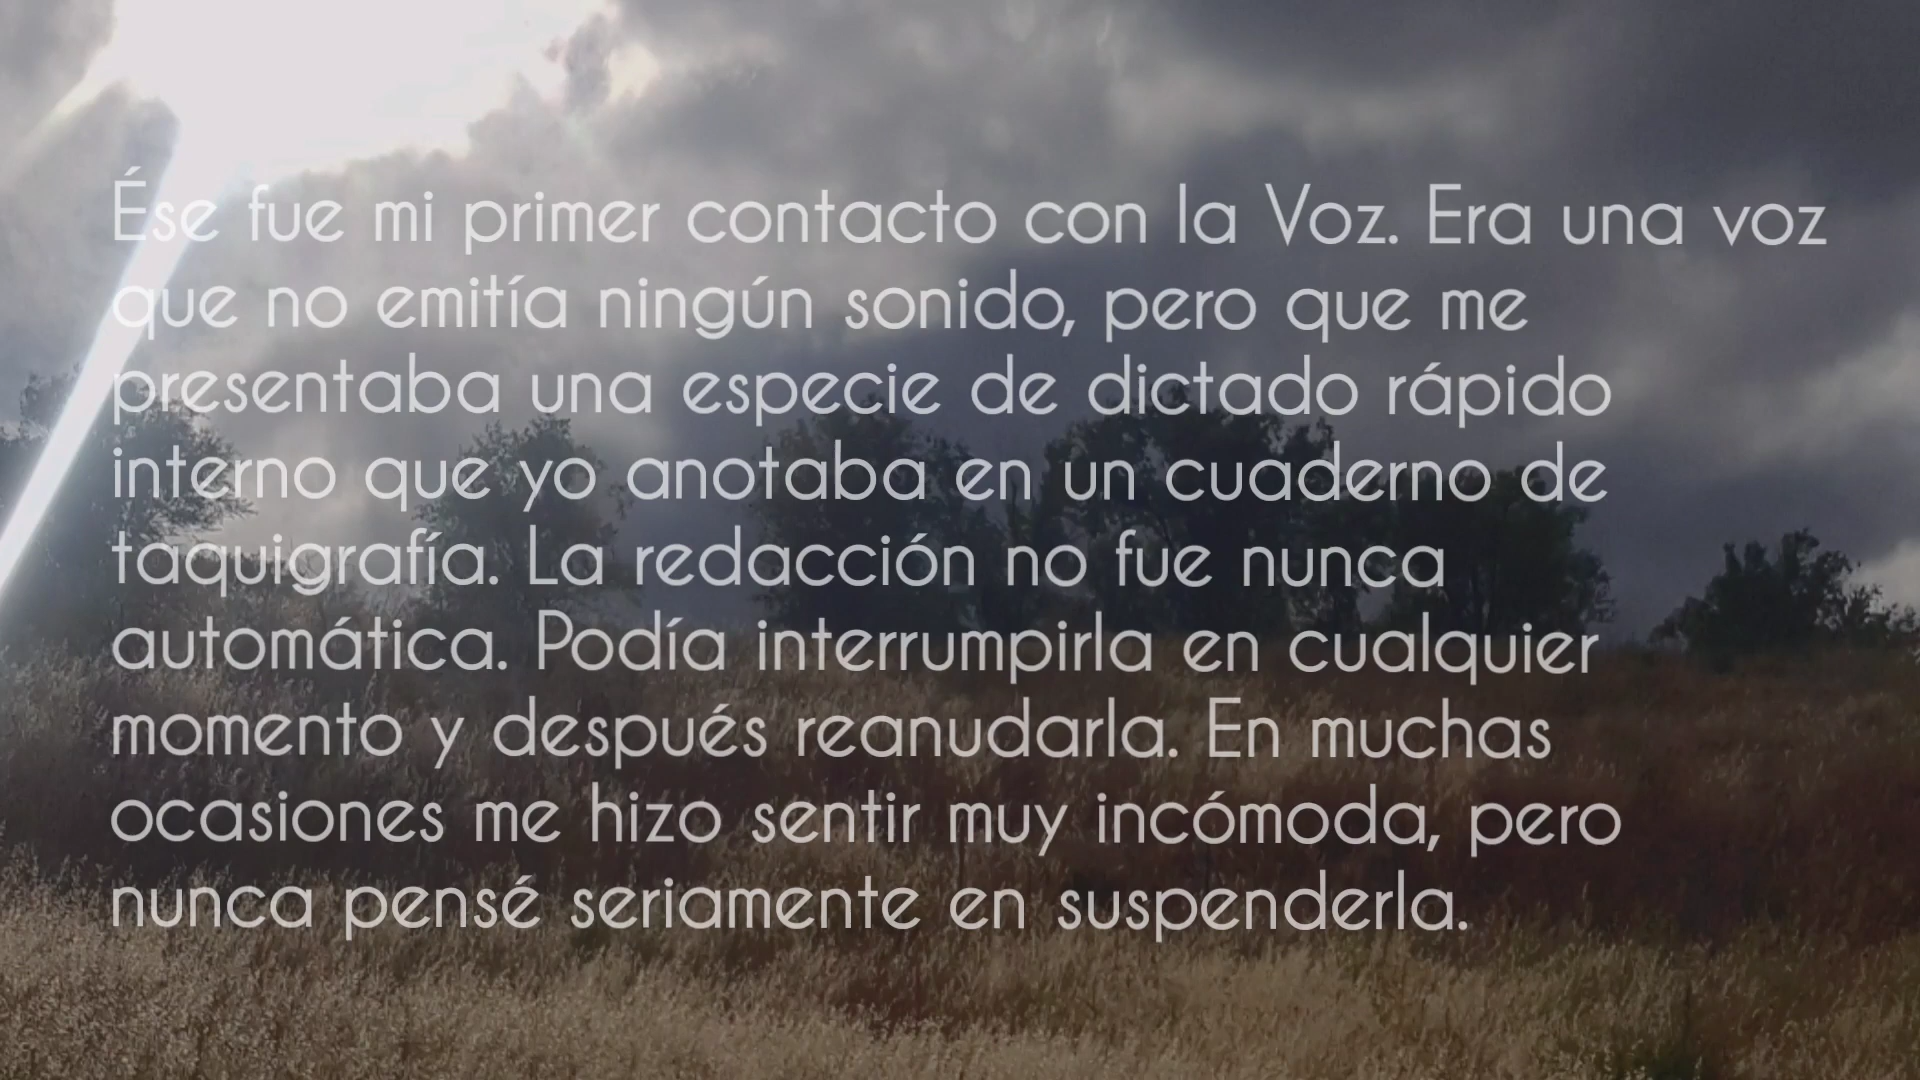 Ése fue mi primer contacto con la Voz. Era una voz
que no emitía ningún sonido, pero que me
presentaba una especie de dictado rápido
interno que yo anotaba en un cuaderno de
taquigrafía. La redacción no fue nunca
automática. Podía interrumpirla en cualquier
momento y después reanudarla. En muchas
ocasiones me hizo sentir muy incómoda, pero
nunca pensé seriamente en suspenderla.